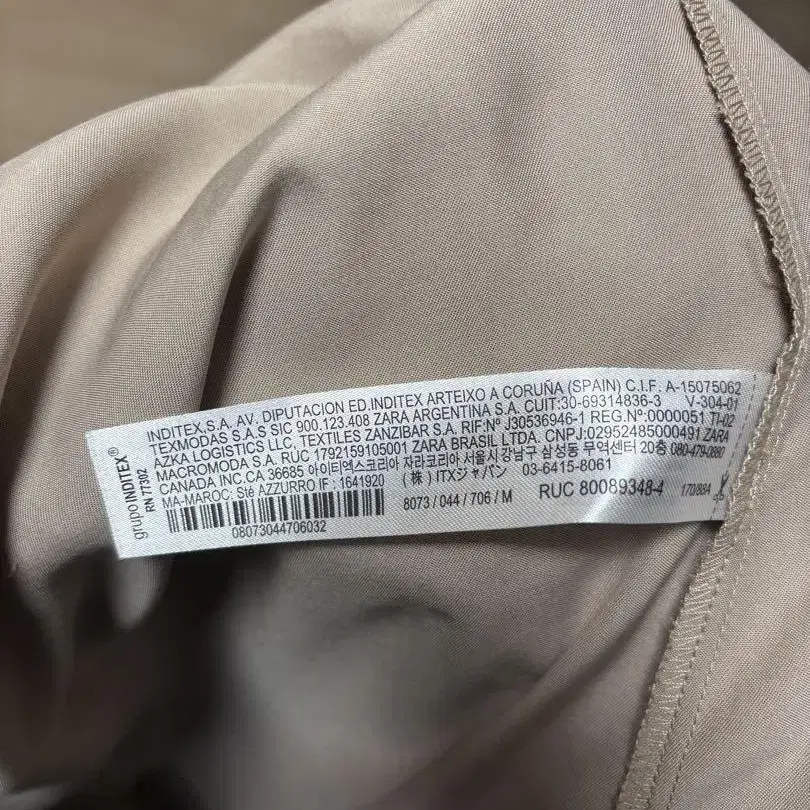 grupo INDITEX®
RN 77302
INDITEX,S.A. AV. DIPUTACION ED.INDITEX ARTEIXO A CORUÑA (SPAIN) C.I.F. A-15075062
TEXMODAS S.A.S SIC 900.123.408 ZARA ARGENTINA S.A. CUIT:30-69314836-3 V-304-01
AZKA LOGISTICS LLC, TEXTILES ZANZIBAR S.A. RIF:Nº J30536946-1 REG.Nº:0000051 TI-02
MACROMODA S.A. RUC 1792159105001 ZARA BRASIL LTDA. CNPJ:02952485000491 ZARA
CANADA INC.CA 36685 아이티엑스코리아 자라코리아 서울시 강남구 삼성동 무역센터 20층 080-479-0880
MA-MAROC: Sté AZZURRO IF : 1641920 (株) ITXジャパン 03-6415-8061
08073044706032
8073 / 044 / 706 / M RUC 80089348-4 170/88A